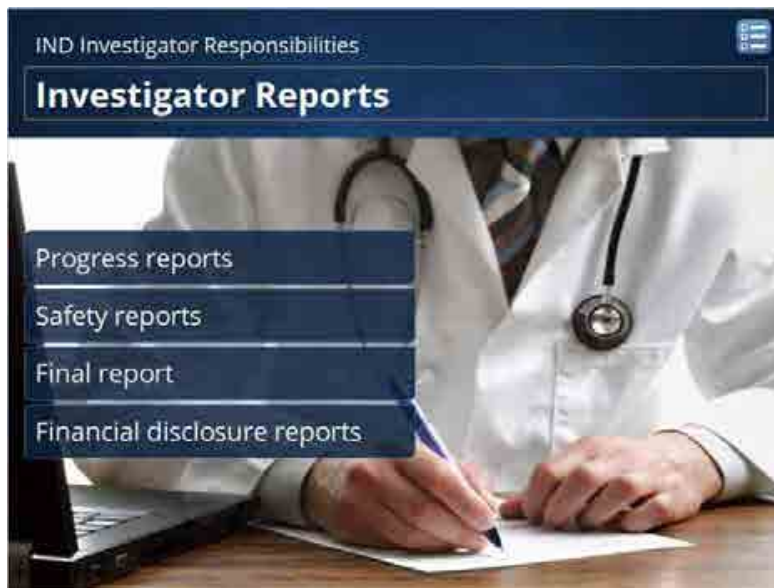 IND Investigator Responsibilities
Investigator Reports
Progress reports
Safety reports
Final report
Financial disclosure reports